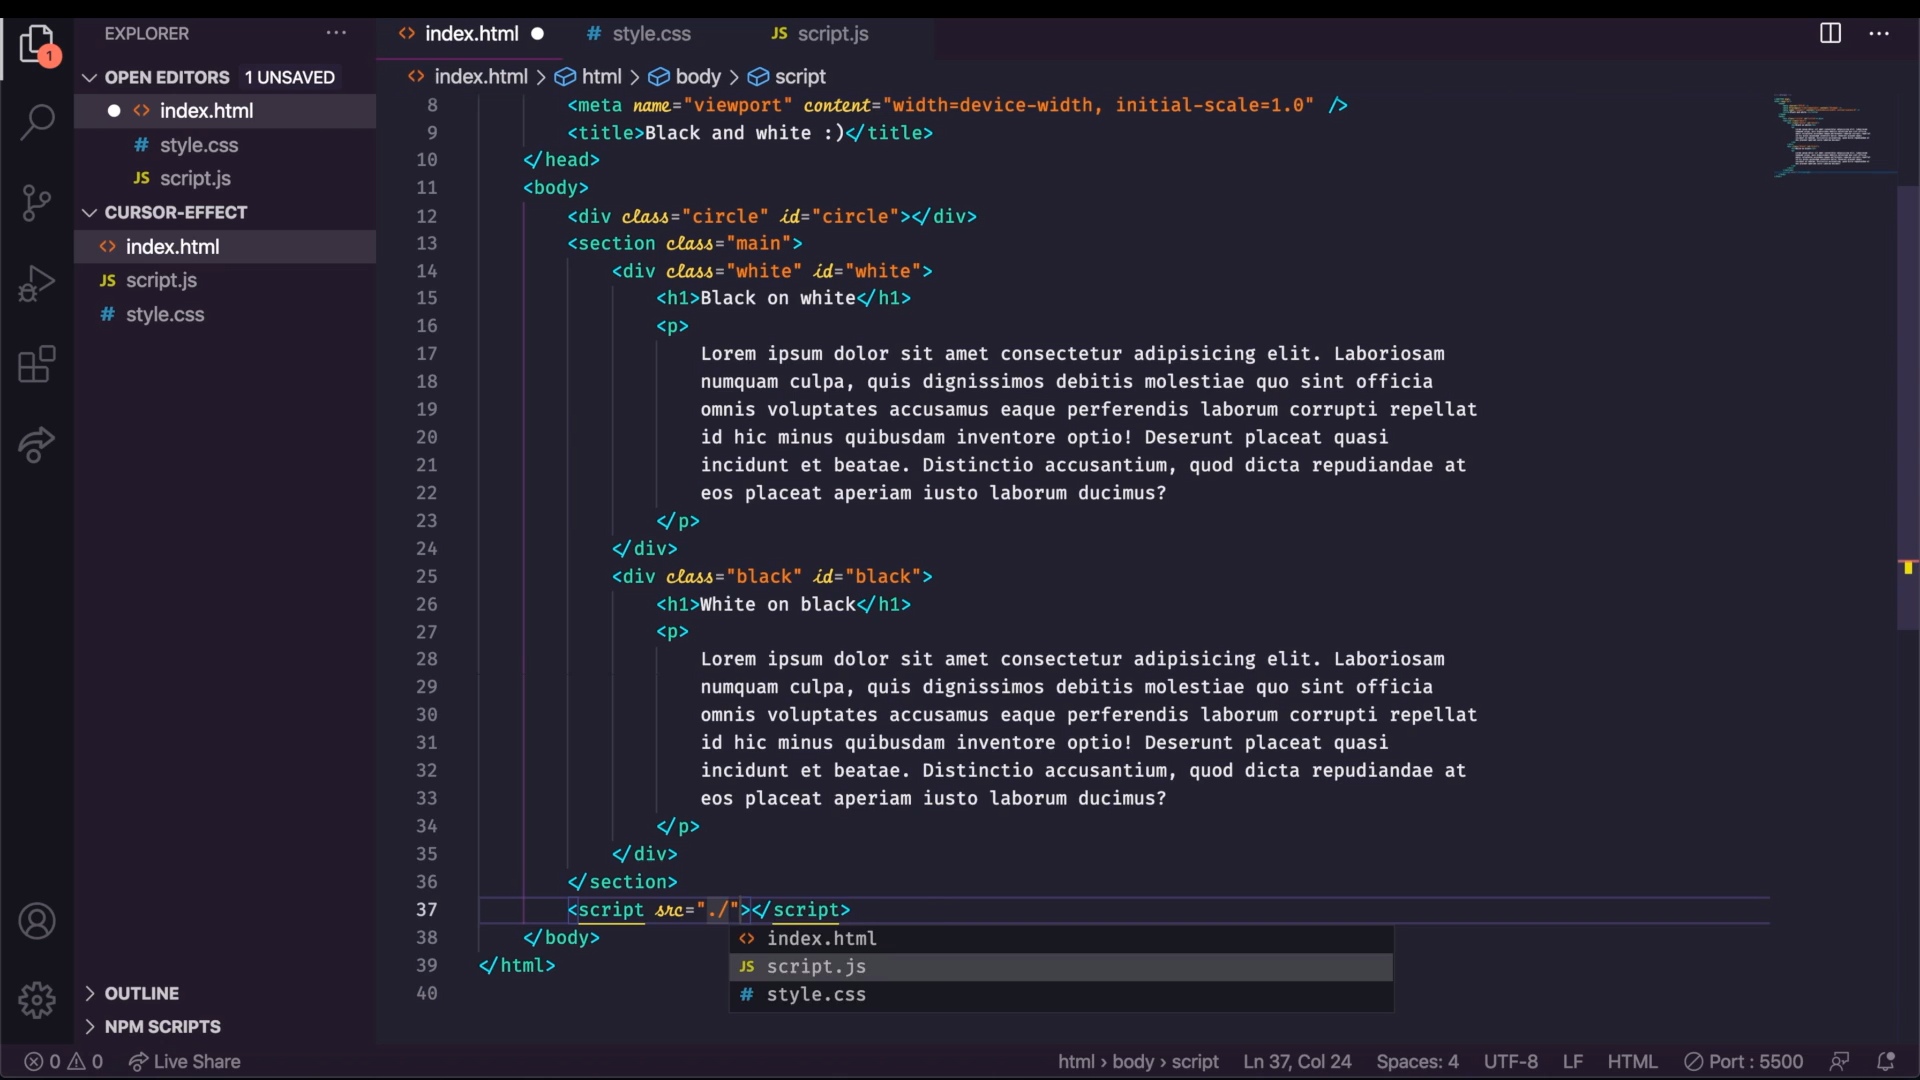 EXPLORER
OPEN EDITORS 1 UNSAVED
index.html
# style.css
JS script.js
CURSOR-EFFECT
<> index.html
JS script.js
# style.css
OUTLINE
NPM SCRIPTS
1
<> index.html
# style.css
JS script.js
<> index.html > html > body > script
8 <meta name="viewport" content="width=device-width, initial-scale=1.0" />
9 <title>Black and white :)</title>
10 </head>
11 <body>
12 <div class="circle" id="circle"></div>
13 <section class="main">
14 <div class="white" id="white">
15 <h1>Black on white</h1>
16 <p>
17 Lorem ipsum dolor sit amet consectetur adipisicing elit. Laboriosam
18 numquam culpa, quis dignissimos debitis molestiae quo sint officia
19 omnis voluptates accusamus eaque perferendis laborum corrupti repellat
20 id hic minus quibusdam inventore optio! Deserunt placeat quasi
21 incidunt et beatae. Distinctio accusantium, quod dicta repudiandae at
22 eos placeat aperiam iusto laborum ducimus?
23 </p>
24 </div>
25 <div class="black" id="black">
26 <h1>White on black</h1>
27 <p>
28 Lorem ipsum dolor sit amet consectetur adipisicing elit. Laboriosam
29 numquam culpa, quis dignissimos debitis molestiae quo sint officia
30 omnis voluptates accusamus eaque perferendis laborum corrupti repellat
31 id hic minus quibusdam inventore optio! Deserunt placeat quasi
32 incidunt et beatae. Distinctio accusantium, quod dicta repudiandae at
33 eos placeat aperiam iusto laborum ducimus?
34 </p>
35 </div>
36 </section>
37 <script src="./"></script>
38 </body>
39 </html>
40
<> index.html
JS script.js
# style.css
0 0 Live Share
html › body › script Ln 37, Col 24 Spaces: 4 UTF-8 LF HTML Port : 5500